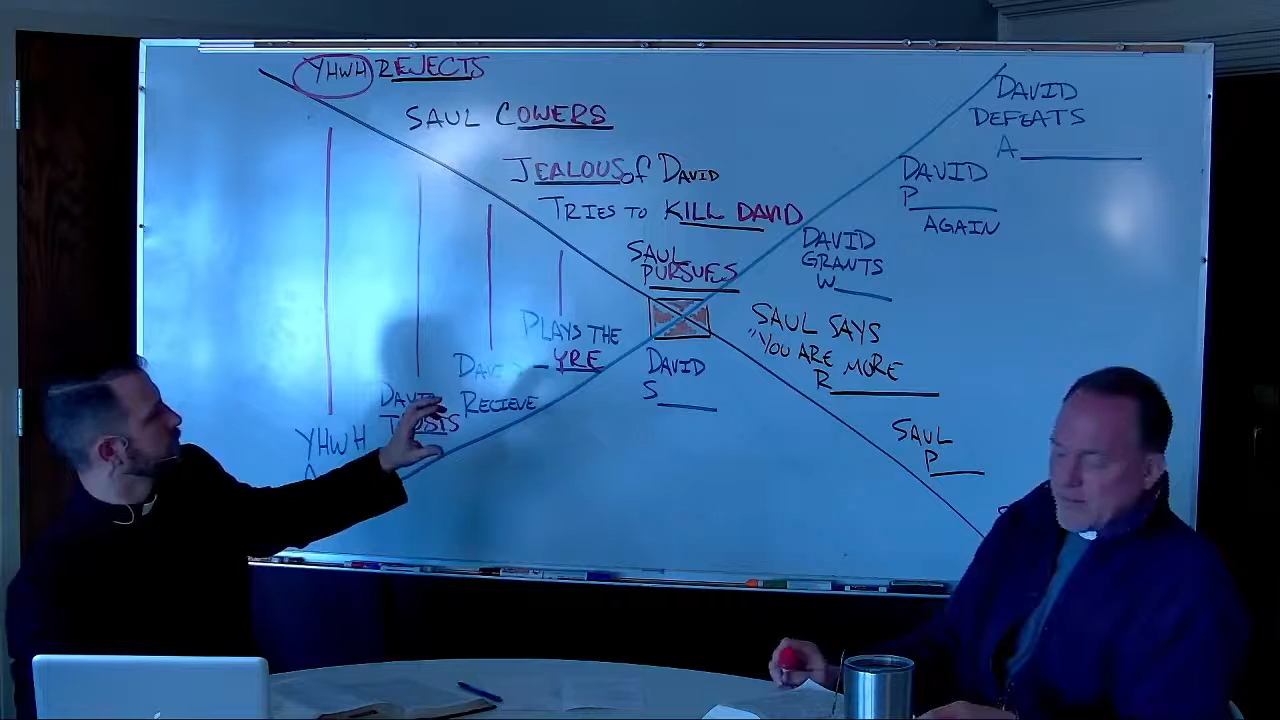 YHWH REJECTS
SAUL COWERS
JEALOUS of DAVID
TRIES TO KILL DAVID
SAUL
PURSUES
PLAYS THE
YRE
RECIEVE
DAVID
TRUSTS
YHWH
DAVID
S
DAVID
DEFEATS
A
DAVID
P
AGAIN
DAVID
GRANTS
W
SAUL SAYS
"YOU ARE MORE
R
SAUL
P